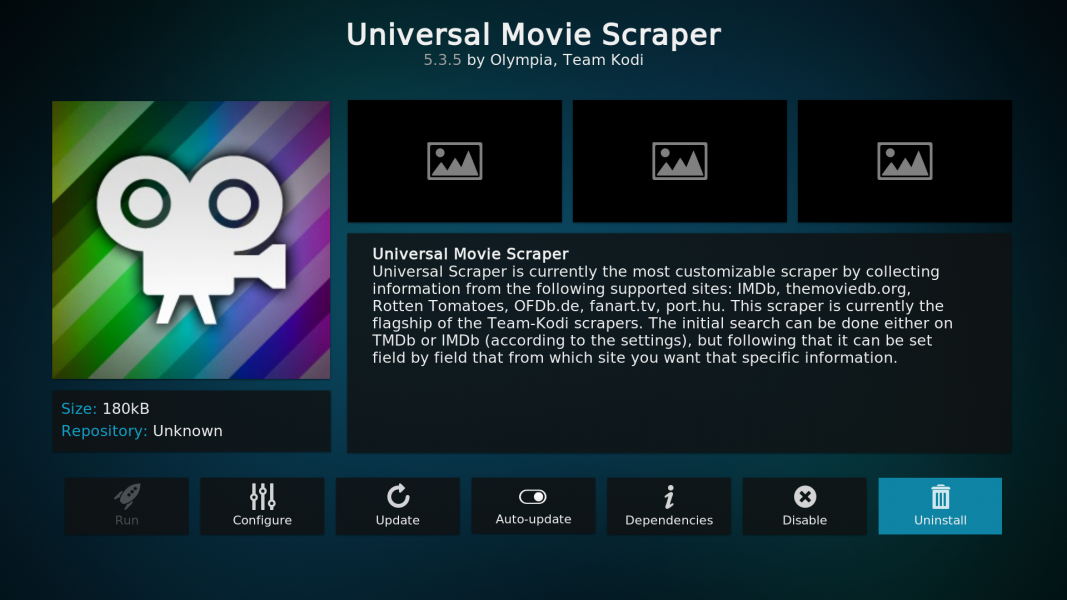 Universal Movie Scraper
5.3.5 by Olympia, Team Kodi
Universal Movie Scraper
Universal Scraper is currently the most customizable scraper by collecting
information from the following supported sites: IMDb, themoviedb.org,
Rotten Tomatoes, OFDb.de, fanart.tv, port.hu. This scraper is currently the
flagship of the Team-Kodi scrapers. The initial search can be done either on
TMDb or IMDb (according to the settings), but following that it can be set
field by field that from which site you want that specific information.
Size: 180kB
Repository: Unknown
Run
Configure
Update
Auto-update
Dependencies
Disable
Uninstall